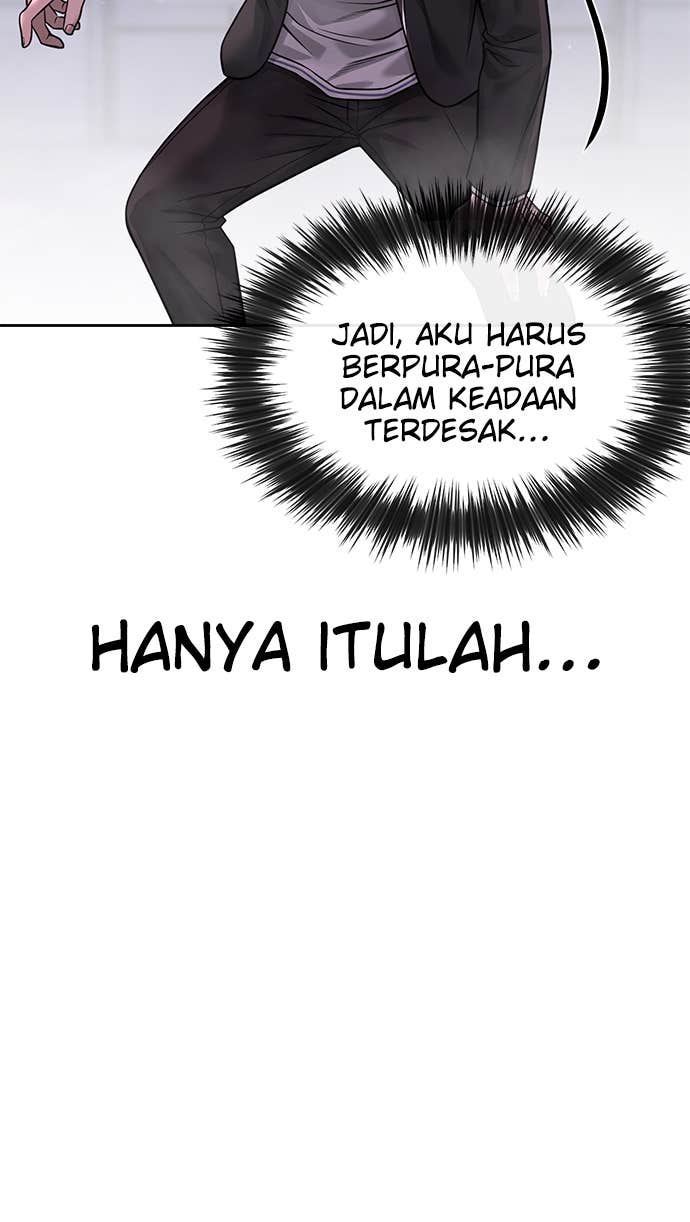 JADI, AKU HARUS
BERPURA-PURA
DALAM KEADAAN
TERDESAK...
HANYA ITULAH...